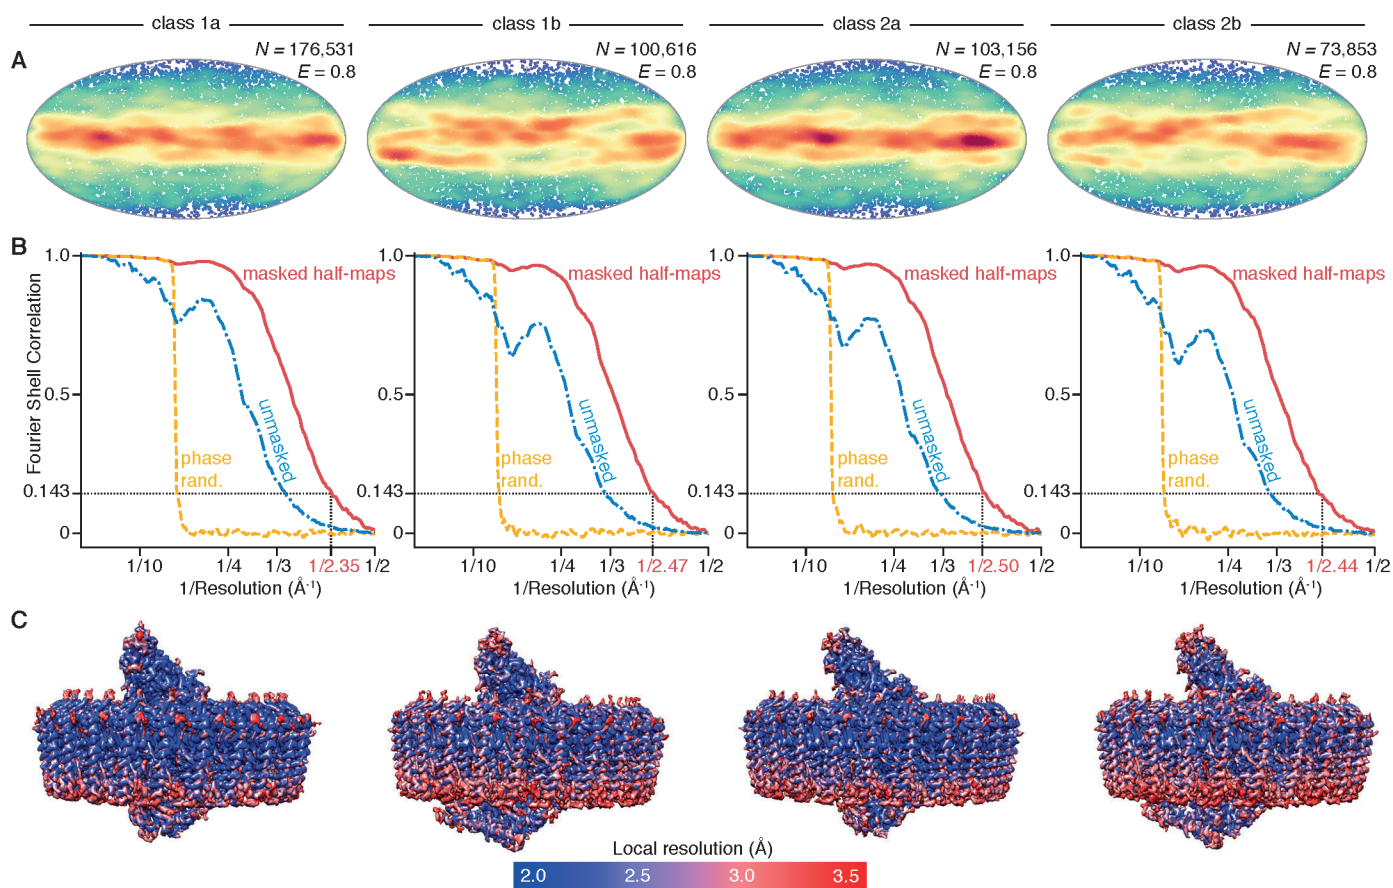 class 1a
class 1b
class 2a
class 2b
A
N = 176,531
E = 0.8
N = 100,616
E = 0.8
N = 103,156
E = 0.8
N = 73,853
E = 0.8
B
Fourier Shell Correlation
1.0
0.5
0.143
0
masked half-maps
unmasked
phase
rand.
1/10
1/4
1/3
1/2.35
1/2
1/Resolution (Å-1)
1.0
0.5
0.143
0
masked half-maps
unmasked
phase
rand.
1/10
1/4
1/3
1/2.47
1/2
1/Resolution (Å-1)
1.0
0.5
0.143
0
masked half-maps
unmasked
phase
rand.
1/10
1/4
1/3
1/2.50
1/2
1/Resolution (Å-1)
1.0
0.5
0.143
0
masked half-maps
unmasked
phase
rand.
1/10
1/4
1/3
1/2.44
1/2
1/Resolution (Å-1)
C
Local resolution (Å)
2.0
2.5
3.0
3.5